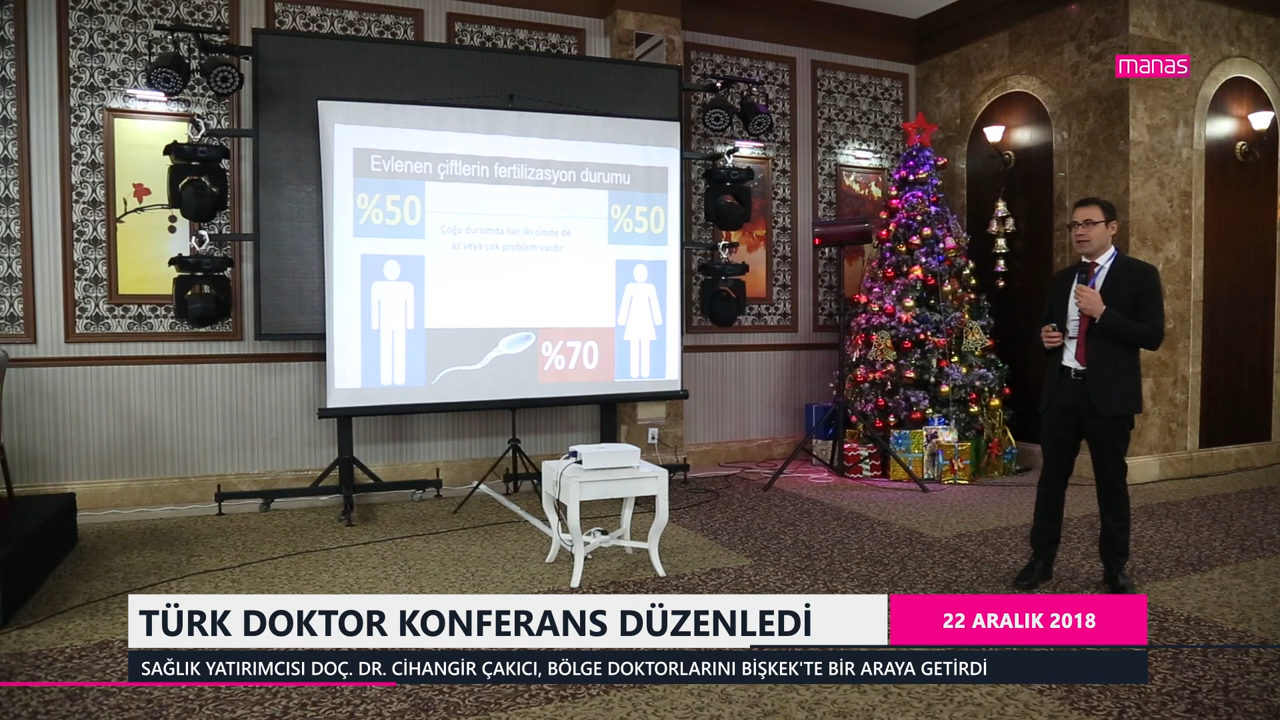 manas
Evlenen çiftlerin fertilizasyon durumu
%50
%50
Çoğu durumda her iki cinste de
az veya çok problem vardır
%70
TÜRK DOKTOR KONFERANS DÜZENLEDİ
22 ARALIK 2018
SAĞLIK YATIRIMCISI DOÇ. DR. CİHANGİR ÇAKICI, BÖLGE DOKTORLARINI BİŞKEK'TE BİR ARAYA GETİRDİ